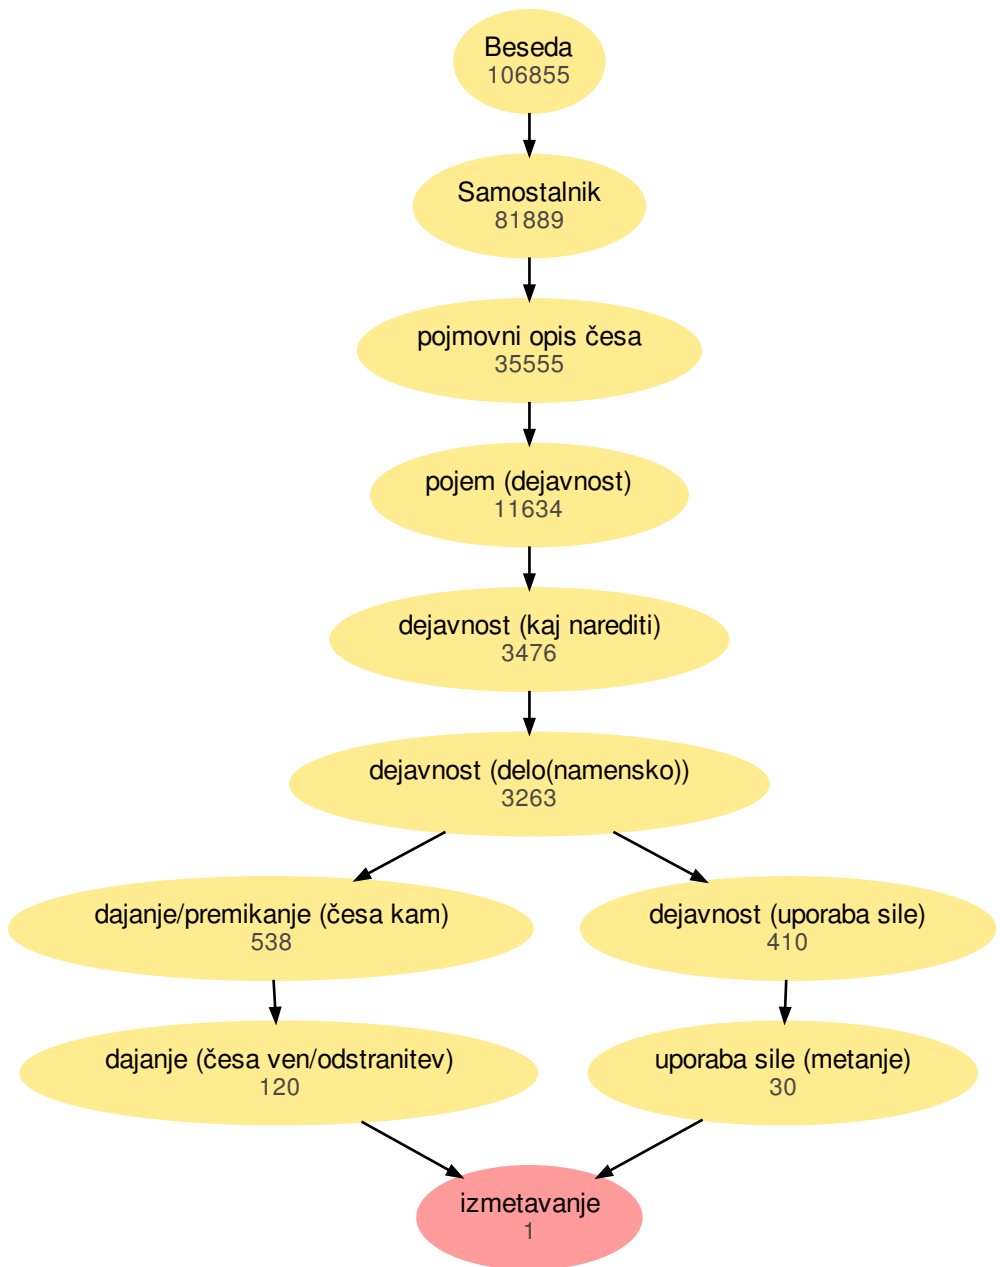 Beseda
106855
Samostalnik
81889
pojmovni opis česa
35555
pojem (dejavnost)
11634
dejavnost (kaj narediti)
3476
dejavnost (delo(namensko))
3263
dajanje/premikanje (česa kam)
538
dejavnost (uporaba sile)
410
dajanje (česa ven/odstranitev)
120
uporaba sile (metanje)
30
izmetavanje
1